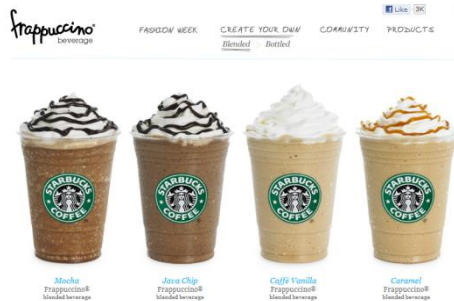 frappuccino®
beverage
FASHION WEEK
CREATE YOUR OWN
COMMUNITY
PRODUCTS
Like 3K
Blended
Bottled
STARBUCKS
COFFEE
STARBUCKS
COFFEE
STARBUCKS
COFFEE
STARBUCKS
COFFEE
Mocha
Frappuccino®
blended beverage
Java Chip
Frappuccino®
blended beverage
Caffé Vanilla
Frappuccino®
blended beverage
Caramel
Frappuccino®
blended beverage